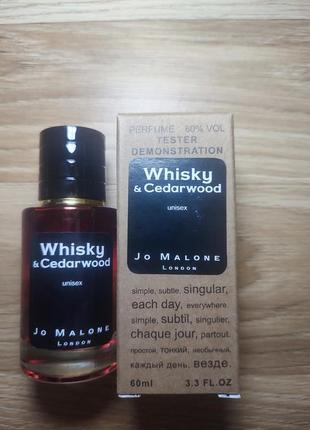 Whisky
& Cedarwood
unisex
JO MALONE
LONDON
PERFUME 60% VOL
TESTER
DEMONSTRATION
Whisky
& Cedarwood
unisex
JO MALONE
LONDON
simple, subtle, singular,
each day, everywhere.
simple, subtil, singulier,
chaque jour, partout.
простой, тонкий, необычный,
каждый день, везде.
60ml 3.3 FL.OZ